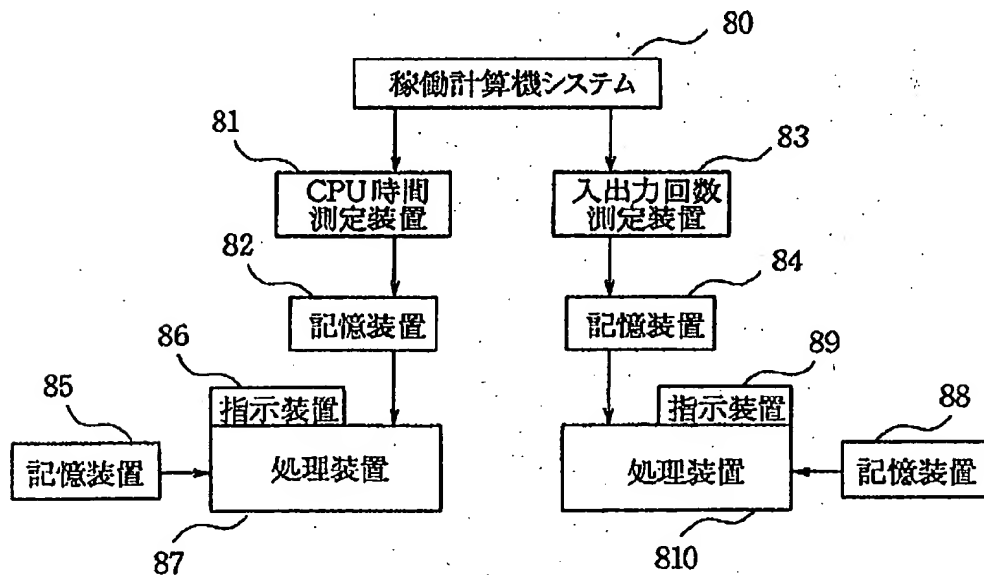 80
稼働計算機システム
81
83
CPU時間
測定装置
入出力回数
測定装置
82
84
記憶装置
記憶装置
86
89
85
指示装置
指示装置
88
記憶装置
処理装置
処理装置
記憶装置
87
810